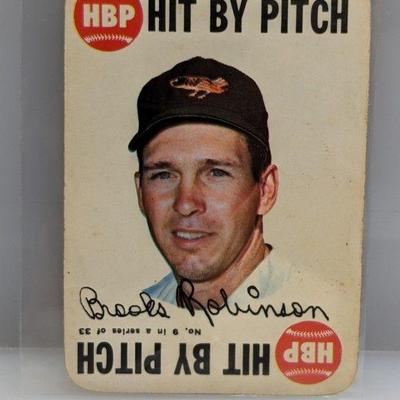 HBP HIT BY PITCH
Brooks Robinson
No. 9 in a series of 33
HBP HIT BY PITCH